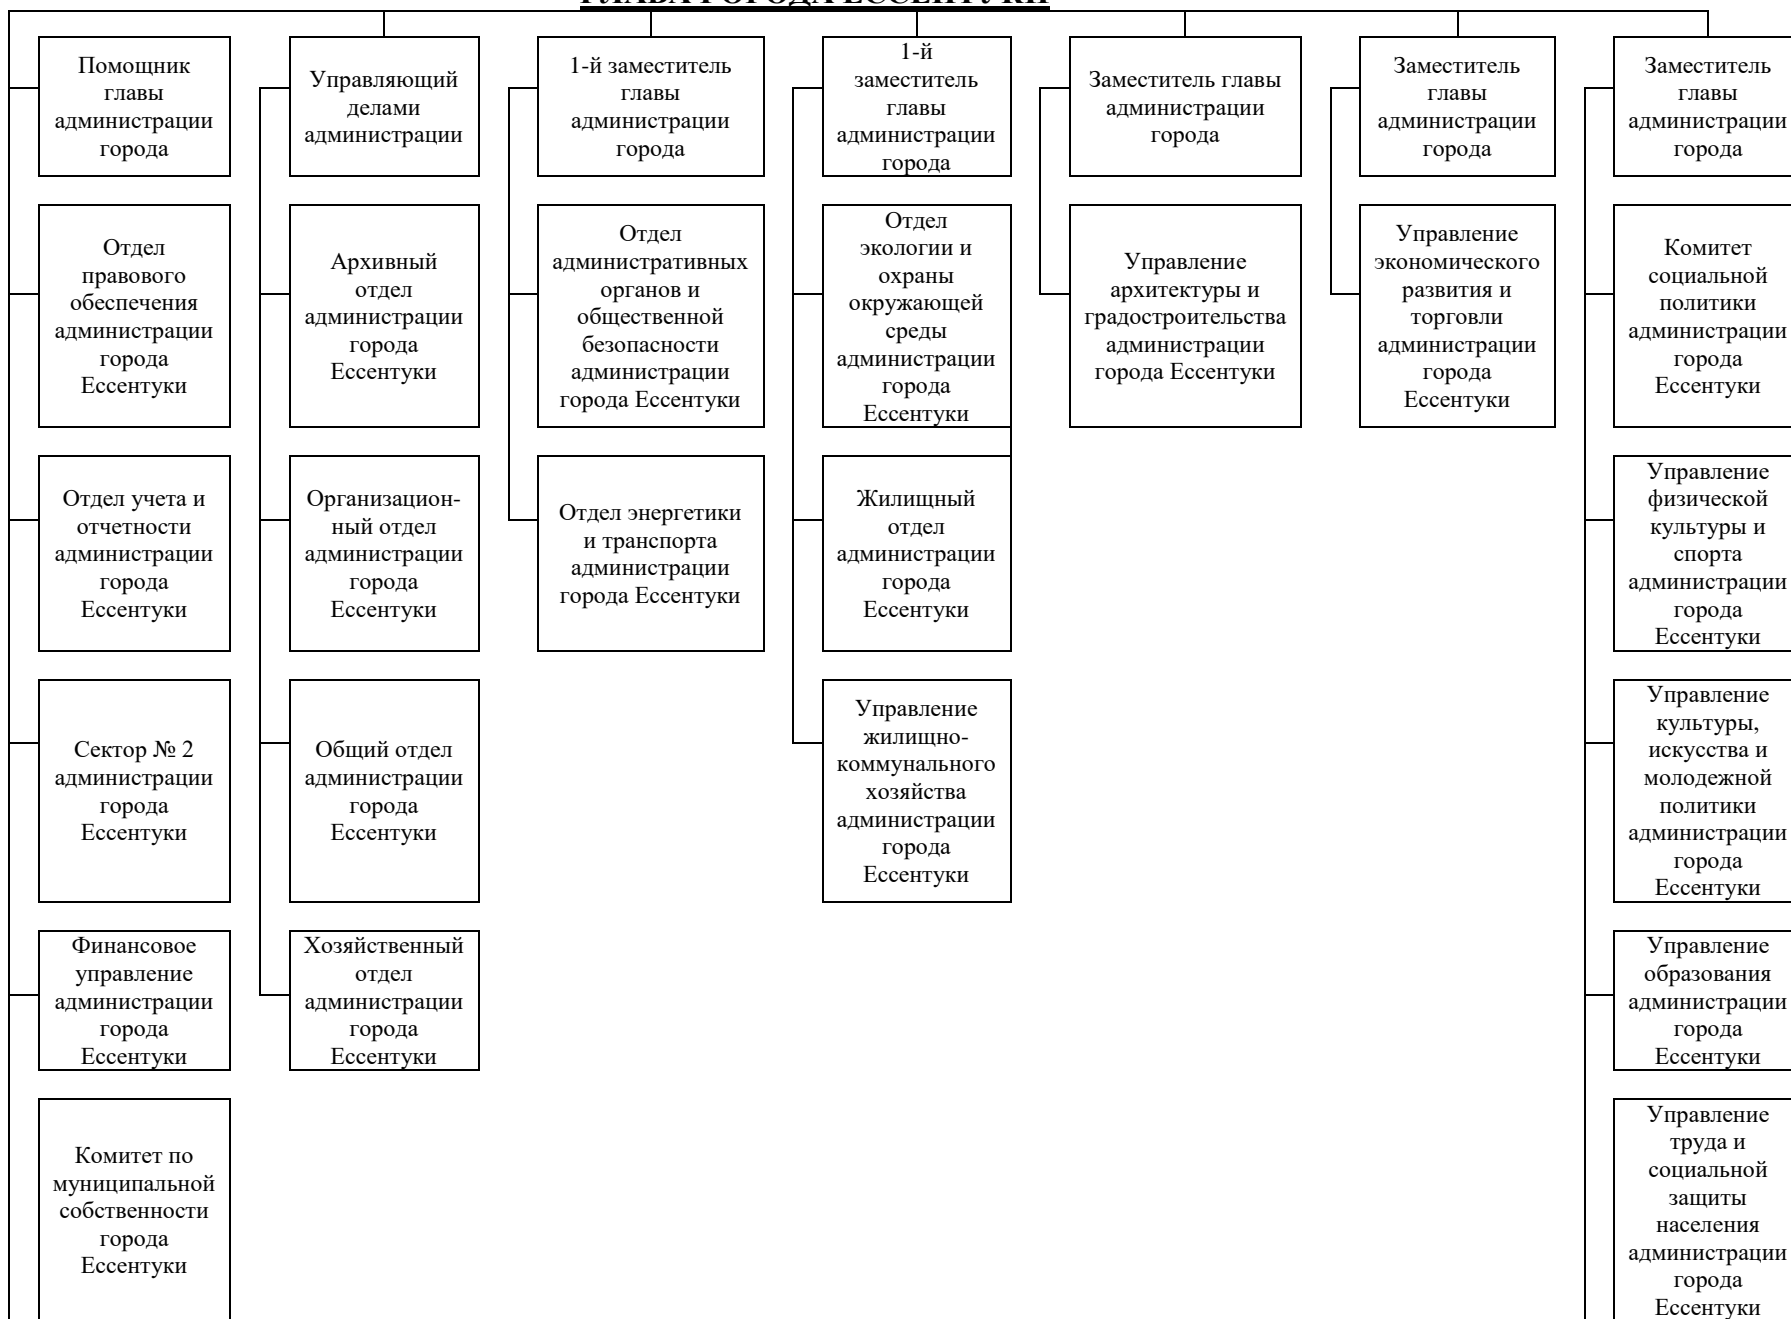 ГЛАВА ГОРОДА ЕССЕНТУКИ
Помощник
главы
администрации
города
Управляющий
делами
администрации
1-й заместитель
главы
администрации
города
1-й
заместитель
главы
администрации
города
Заместитель главы
администрации
города
Заместитель
главы
администрации
города
Заместитель
главы
администрации
города
Отдел
правового
обеспечения
администрации
города
Ессентуки
Архивный
отдел
администрации
города
Ессентуки
Отдел
административных
органов и
общественной
безопасности
администрации
города Ессентуки
Отдел
экологии и
охраны
окружающей
среды
администрации
города
Ессентуки
Управление
архитектуры и
градостроительства
администрации
города Ессентуки
Управление
экономического
развития и
торговли
администрации
города
Ессентуки
Комитет
социальной
политики
администрации
города
Ессентуки
Отдел учета и
отчетности
администрации
города
Ессентуки
Организацион-
ный отдел
администрации
города
Ессентуки
Отдел энергетики
и транспорта
администрации
города Ессентуки
Жилищный
отдел
администрации
города
Ессентуки
Управление
физической
культуры и
спорта
администрации
города
Ессентуки
Сектор № 2
администрации
города
Ессентуки
Общий отдел
администрации
города
Ессентуки
Управление
жилищно-
коммунального
хозяйства
администрации
города
Ессентуки
Управление
культуры,
искусства и
молодежной
политики
администрации
города
Ессентуки
Финансовое
управление
администрации
города
Ессентуки
Хозяйственный
отдел
администрации
города
Ессентуки
Управление
образования
администрации
города
Ессентуки
Комитет по
муниципальной
собственности
города
Ессентуки
Управление
труда и
социальной
защиты
населения
администрации
города
Ессентуки